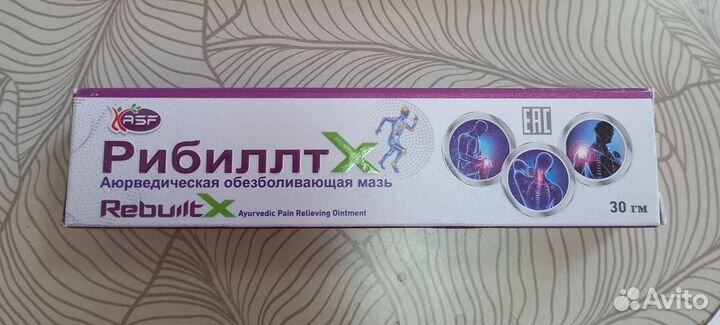 ASF
РибиллтX
Аюрведическая обезболивающая мазь
RebuiltX Ayurvedic Pain Relieving Ointment
EAC
30 гм
Avito